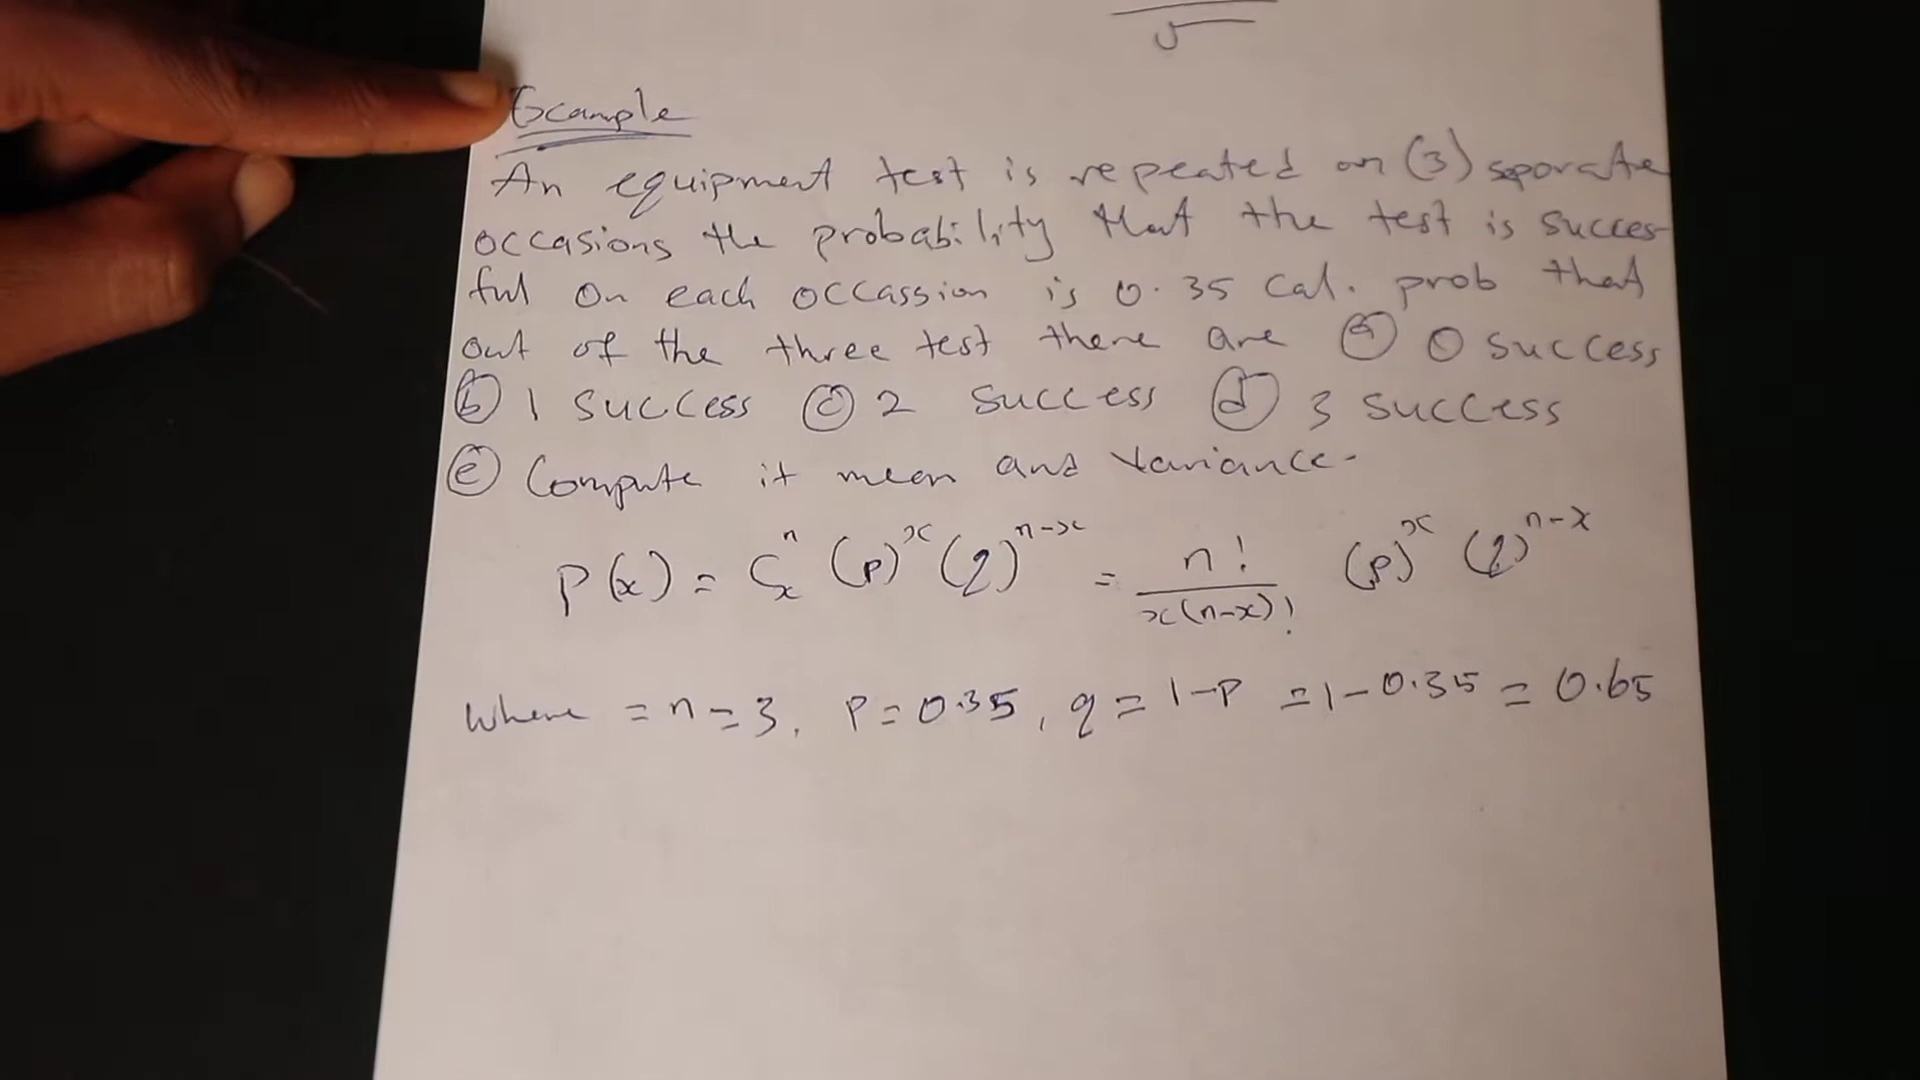 Example
An equipment test is repeated on (3) separate
occasions the probability that the test is succes-
ful on each occassion is 0.35 Cal. prob that
out of the three test there are ⓐ 0 success
ⓑ 1 success ⓒ 2 success ⓓ 3 success
ⓔ Compute it mean and variance.
P(x) = Cₓⁿ (p)ˣ (q)ⁿ⁻ˣ = n!/x(n-x)! (p)ˣ (q)ⁿ⁻ˣ
where = n = 3, P = 0.35, q = 1-P = 1-0.35 = 0.65